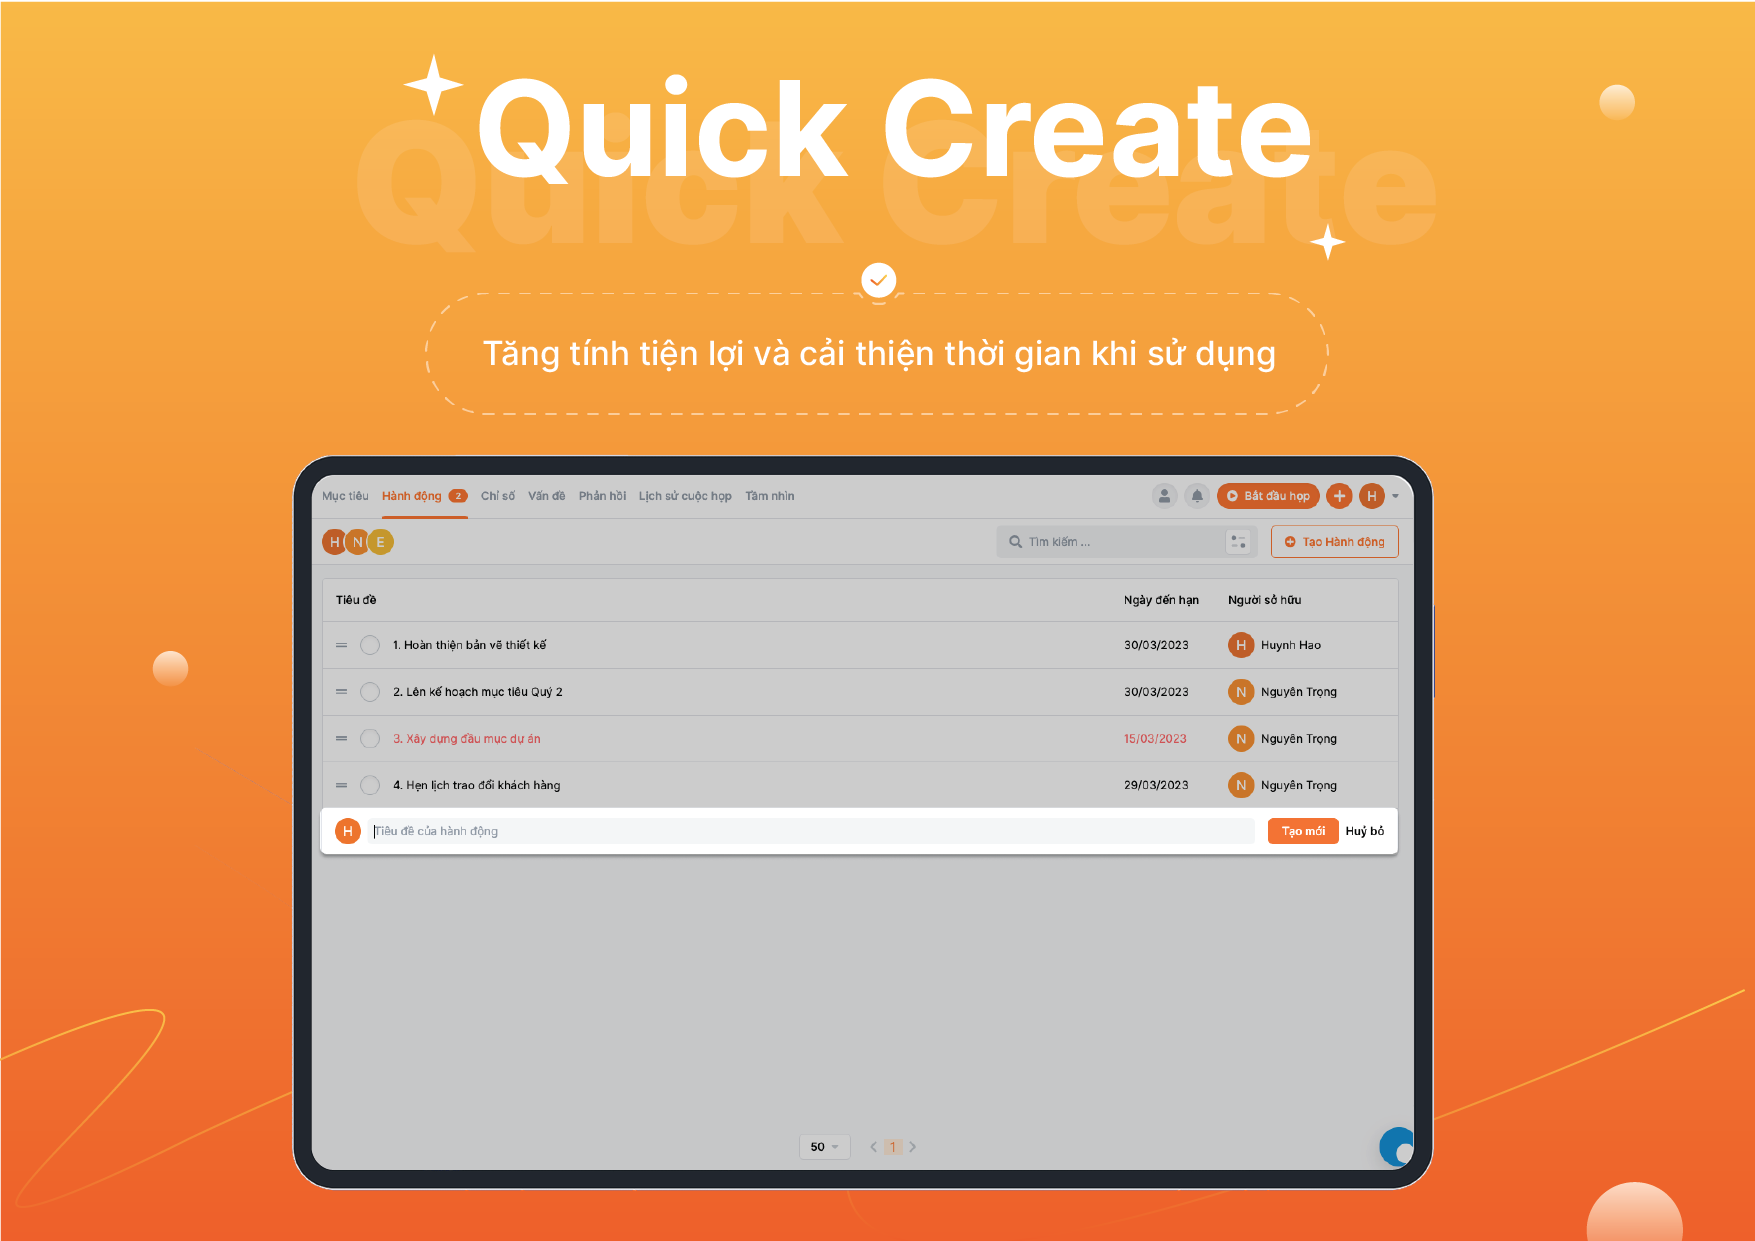 Quick Create
Quick Create
Tăng tính tiện lợi và cải thiện thời gian khi sử dụng
Mục tiêu Hành động 2 Chỉ số Vấn đề Phản hồi Lịch sử cuộc họp Tầm nhìn Bắt đầu họp H
H N E Tìm kiếm ... Tạo Hành động
Tiêu đề Ngày đến hạn Người sở hữu
1. Hoàn thiện bản vẽ thiết kế 30/03/2023 H Huynh Hao
2. Lên kế hoạch mục tiêu Quý 2 30/03/2023 N Nguyên Trọng
3. Xây dựng đầu mục dự án 15/03/2023 N Nguyên Trọng
4. Hẹn lịch trao đổi khách hàng 29/03/2023 N Nguyên Trọng
H Tiêu đề của hành động Tạo mới Huỷ bỏ
50 1